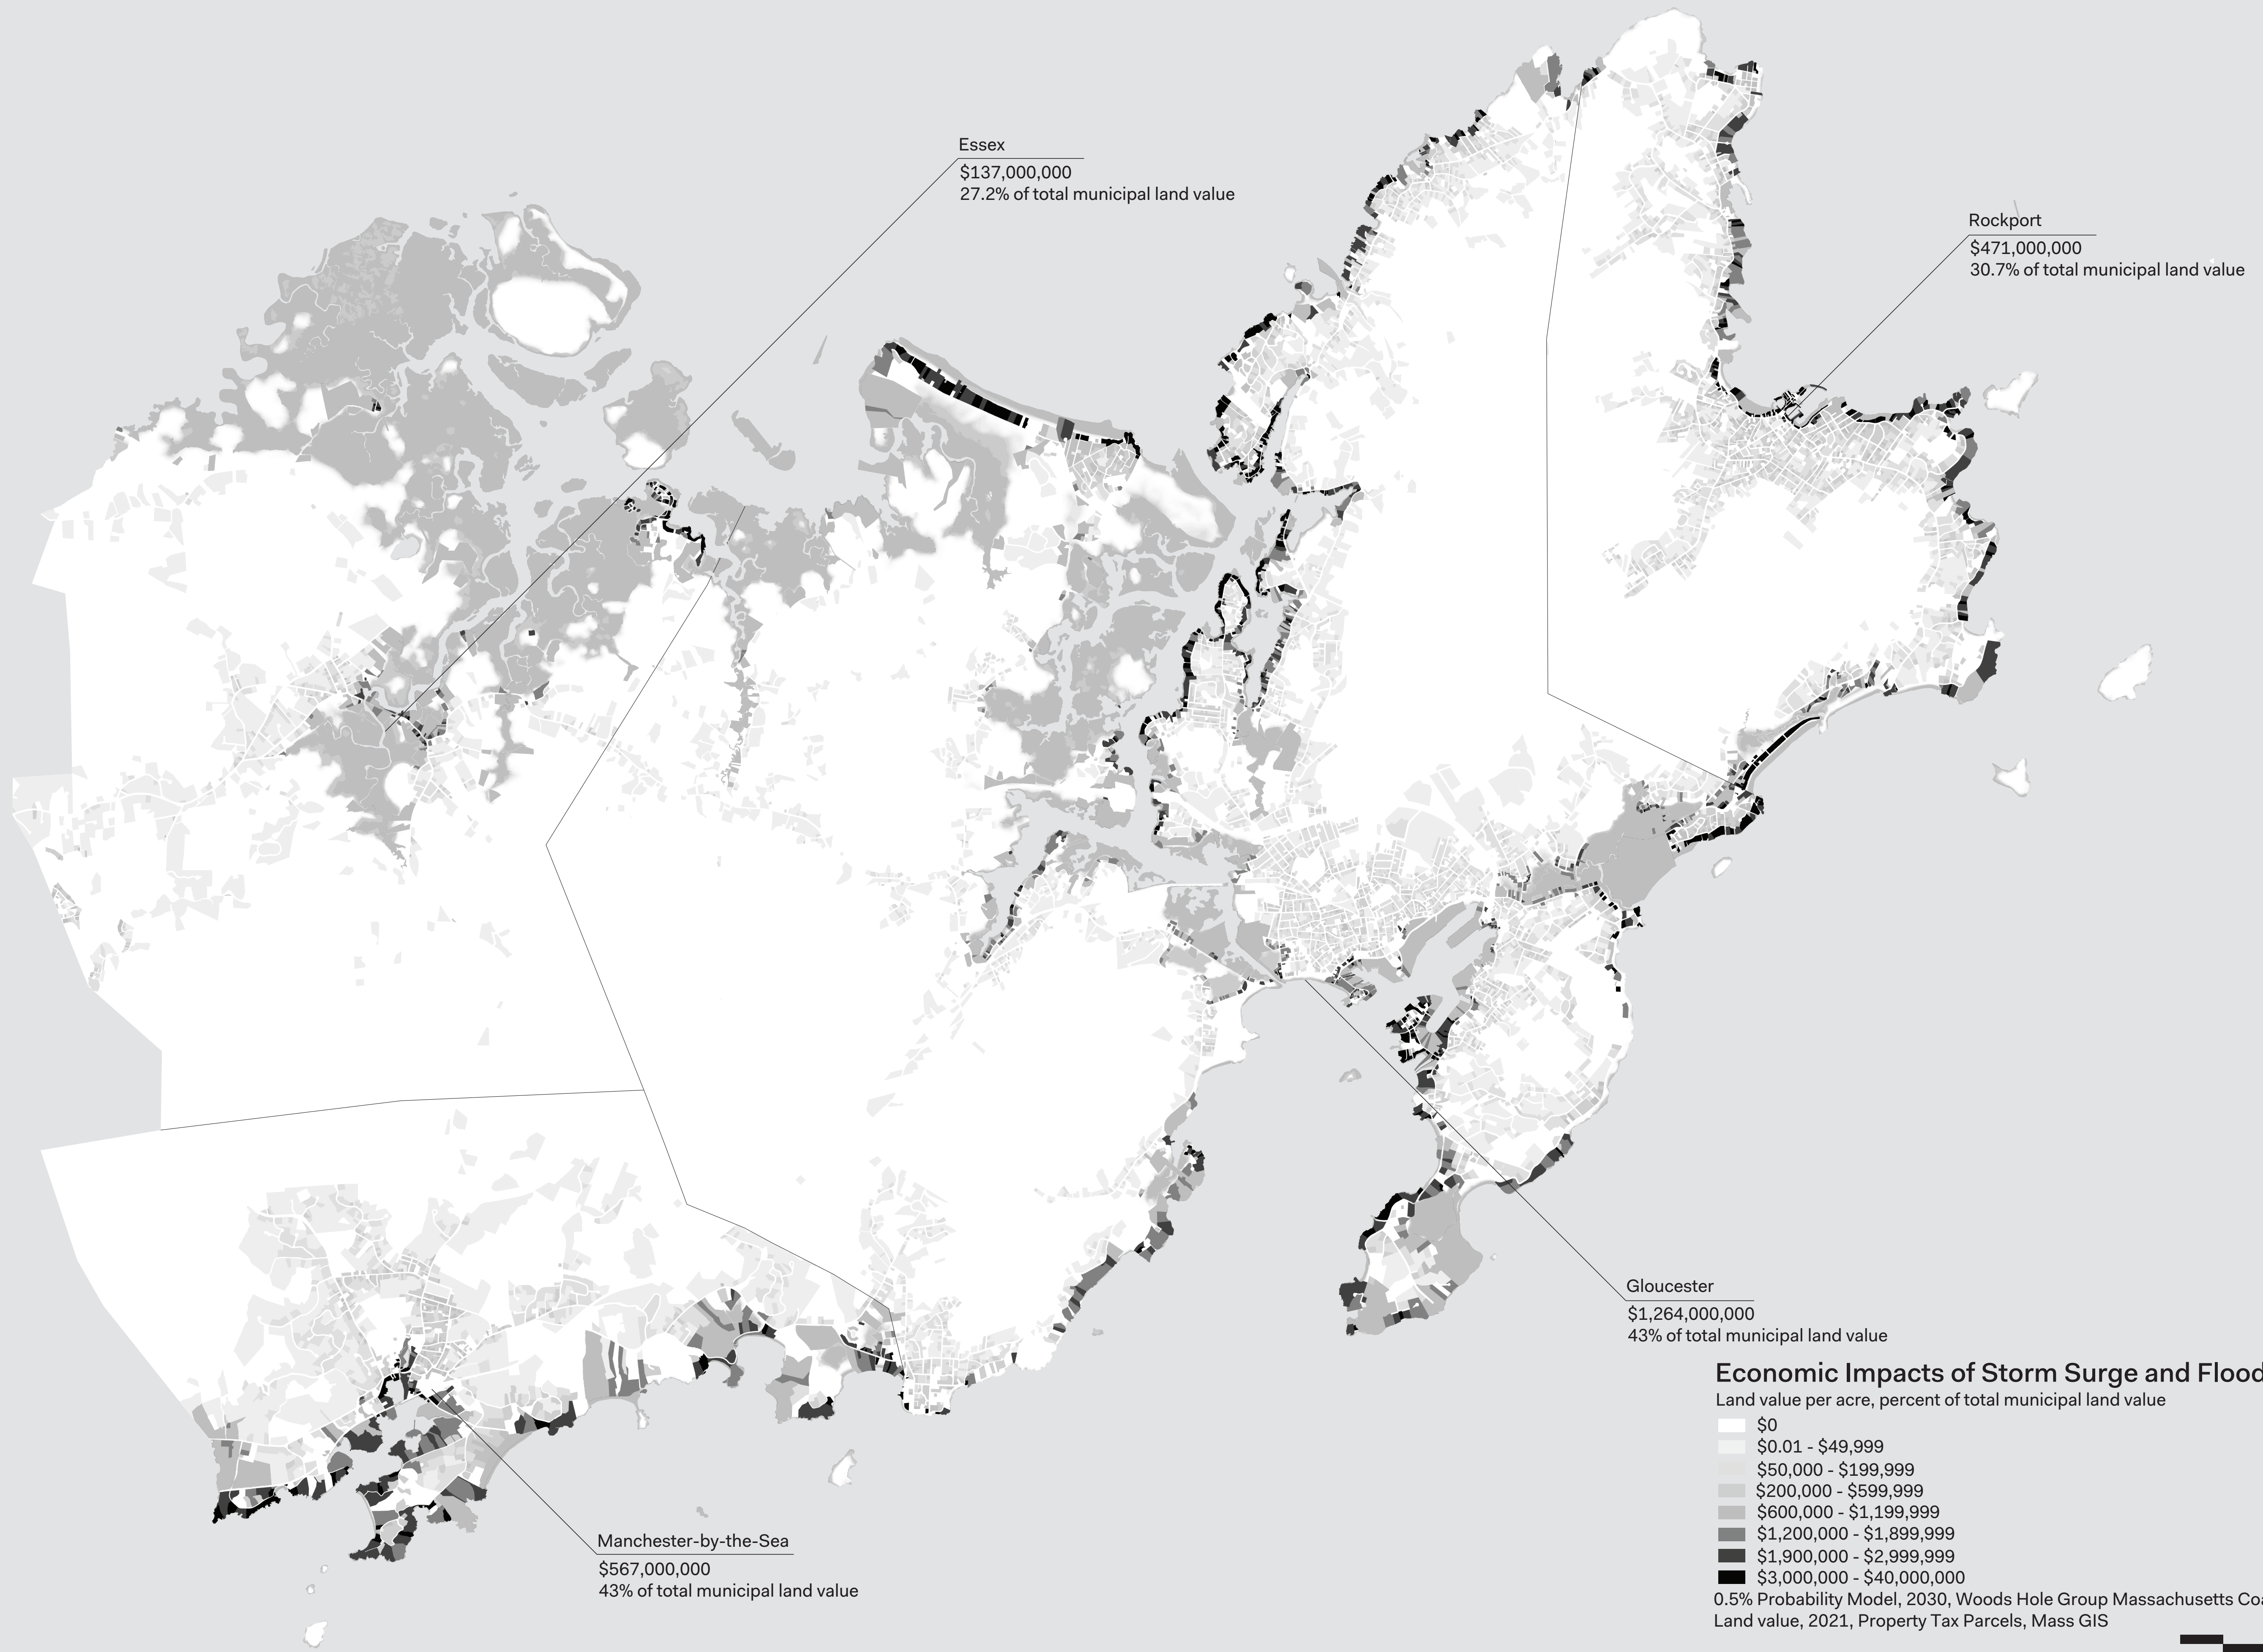 Essex
$137,000,000
27.2% of total municipal land value
Rockport
$471,000,000
30.7% of total municipal land value
Gloucester
$1,264,000,000
43% of total municipal land value
Manchester-by-the-Sea
$567,000,000
43% of total municipal land value
Economic Impacts of Storm Surge and Flood
Land value per acre, percent of total municipal land value
$0
$0.01 - $49,999
$50,000 - $199,999
$200,000 - $599,999
$600,000 - $1,199,999
$1,200,000 - $1,899,999
$1,900,000 - $2,999,999
$3,000,000 - $40,000,000
0.5% Probability Model, 2030, Woods Hole Group Massachusetts Coa
Land value, 2021, Property Tax Parcels, Mass GIS